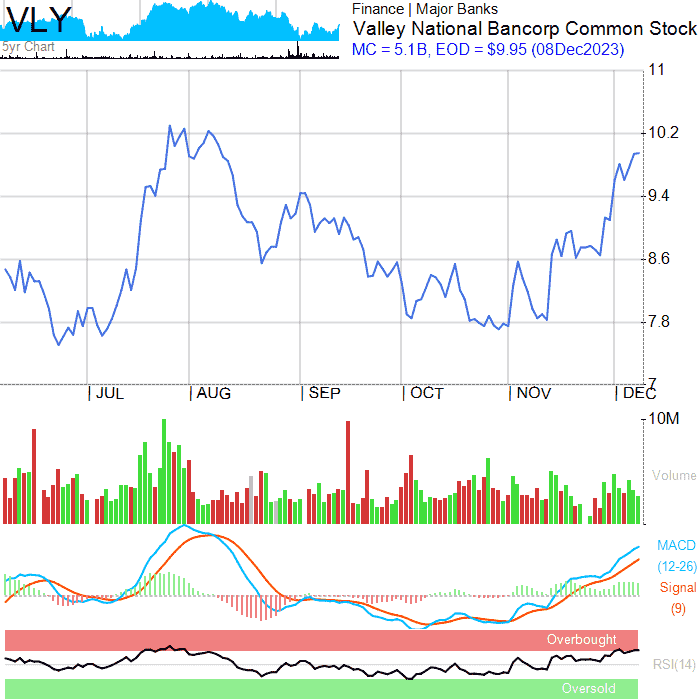 VLY
5yr Chart
Finance | Major Banks
Valley National Bancorp Common Stock
MC = 5.1B, EOD = $9.95 (08Dec2023)
11
10.2
9.4
8.6
7.8
7
JUL AUG SEP OCT NOV DEC
10M
Volume
MACD
(12-26)
Signal
(9)
Overbought
RSI(14)
Oversold